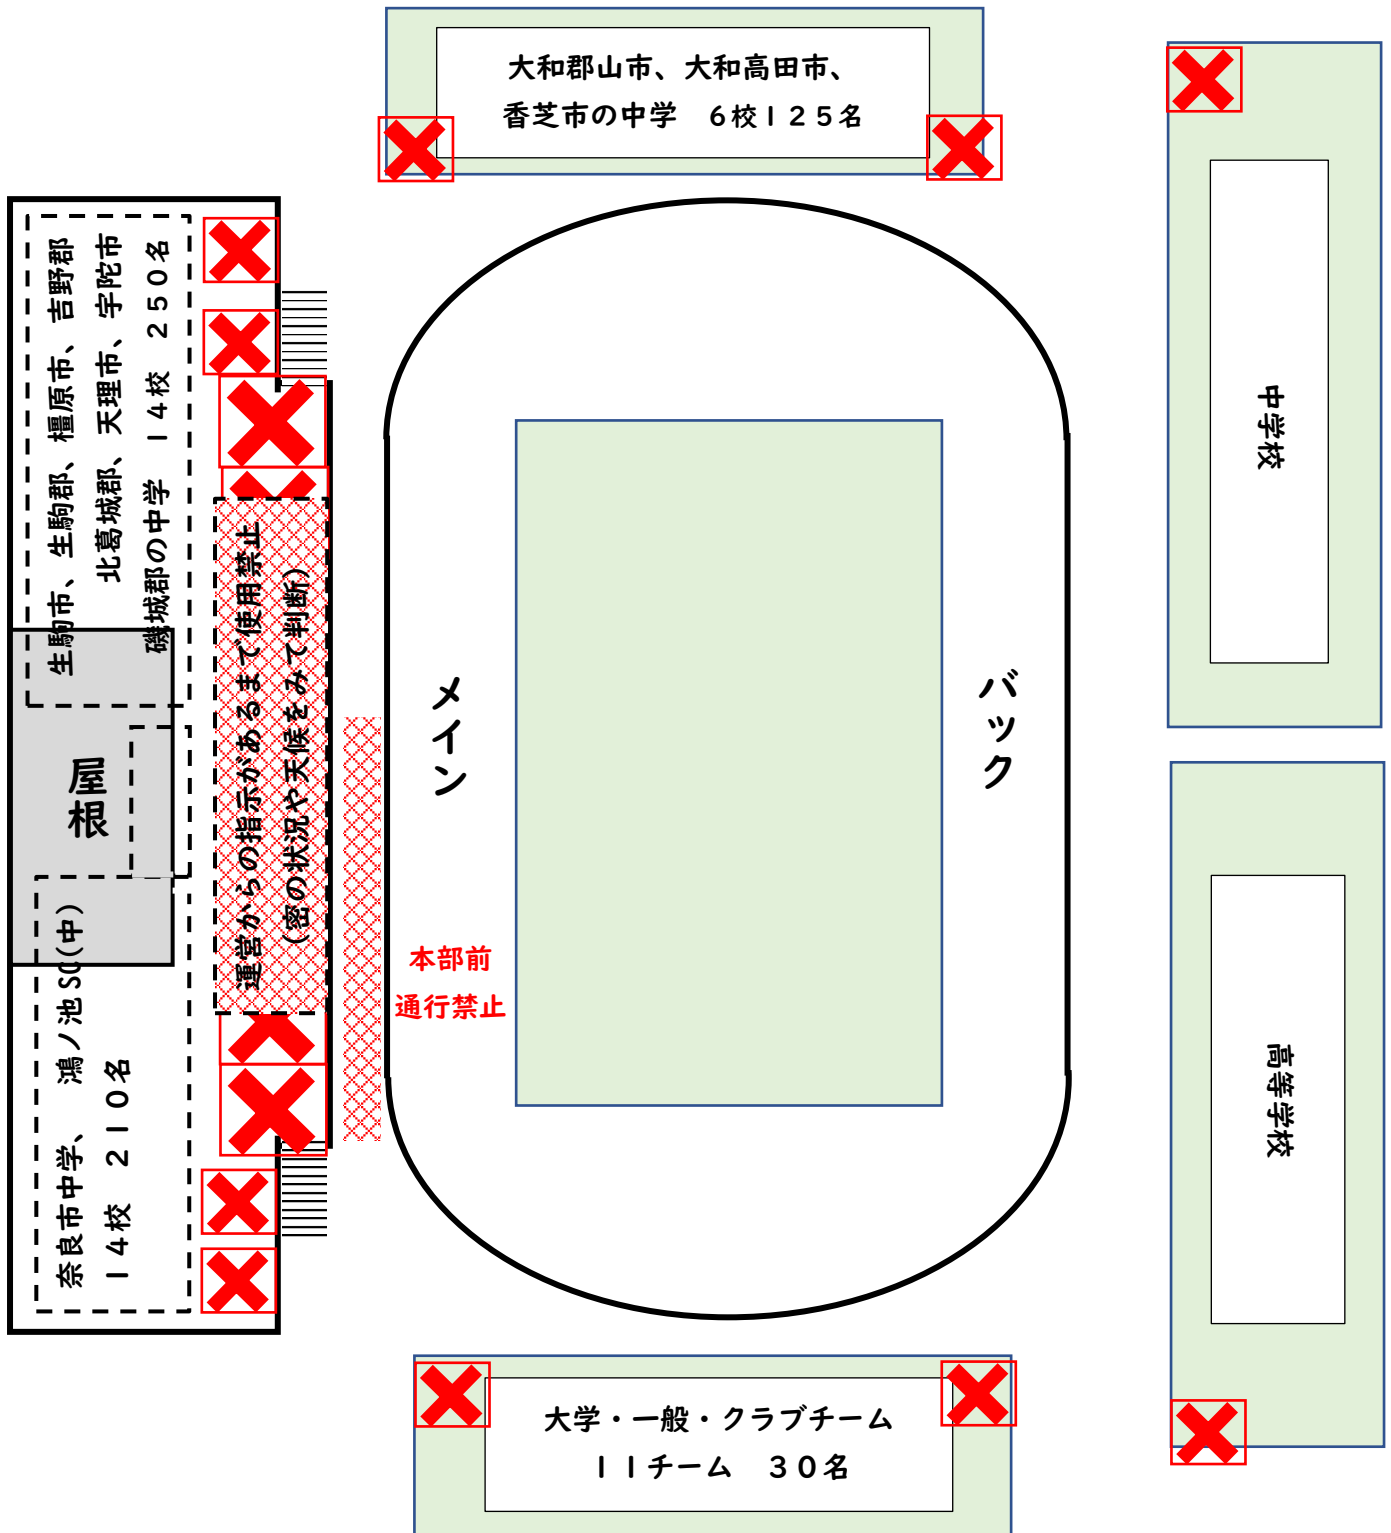 大和郡山市、大和高田市、
香芝市の中学　６校１２５名
生駒市、生駒郡、橿原市、吉野郡
北葛城郡、天理市、宇陀市
磯城郡の中学　１４校　２５０名
屋根
奈良市中学、　鴻ノ池SC(中)
１４校　２１０名
運営からの指示があるまで使用禁止
（密の状況や天候をみて判断）
メイン
バック
本部前
通行禁止
中学校
高等学校
大学・一般・クラブチーム
１１チーム　３０名